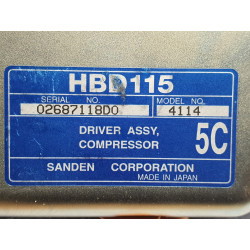 HBD115
SERIAL NO. MODEL NO.
02687118D0 4114
DRIVER ASSY,
COMPRESSOR 5C
SANDEN CORPORATION
MADE IN JAPAN